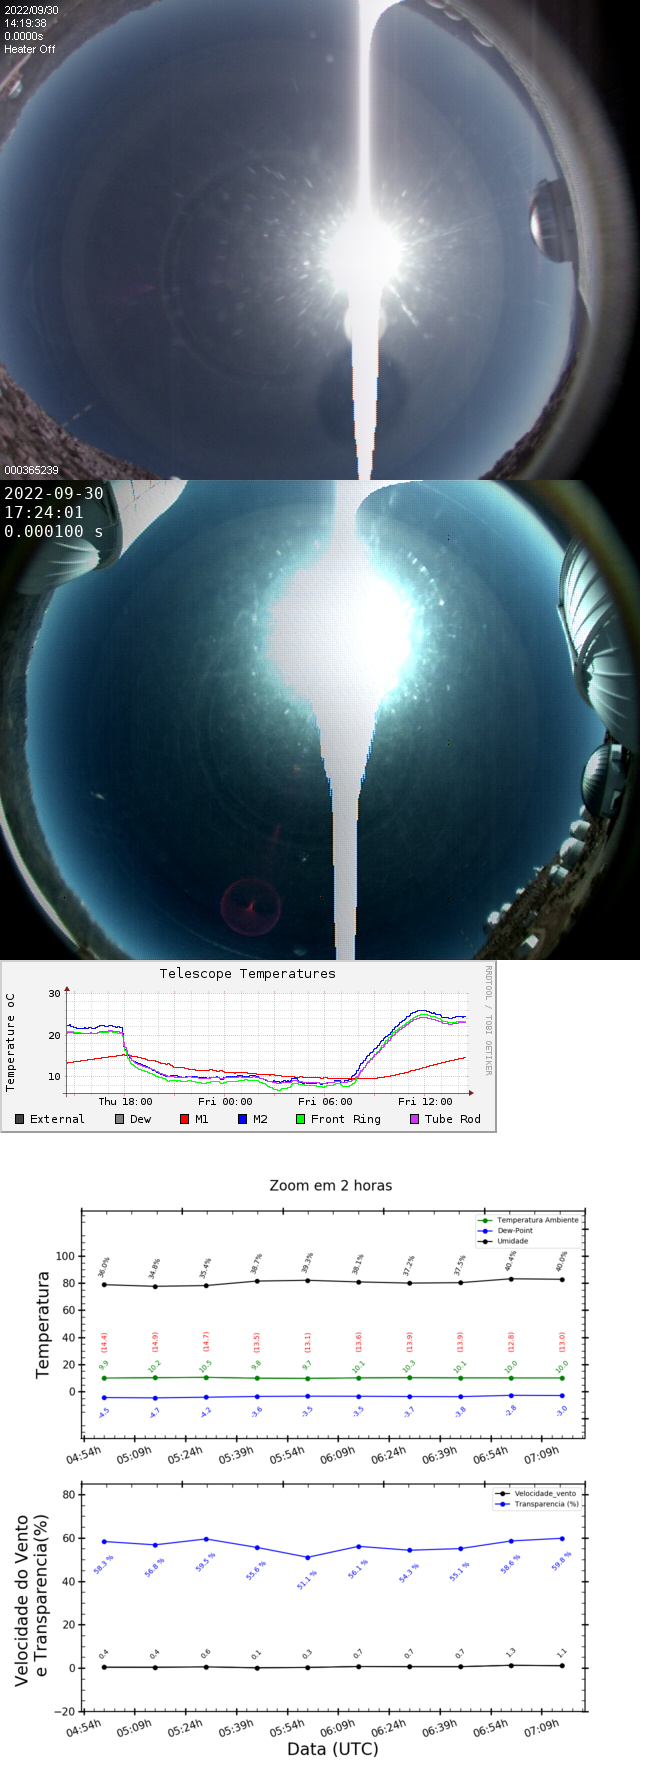 2022/09/30
14:19:38
0.0000s
Heater Off
000365239
2022-09-30
17:24:01
0.000100 s
Telescope Temperatures
Temperature oC
30
20
10
Thu 18:00 Fri 00:00 Fri 06:00 Fri 12:00
External Dew M1 M2 Front Ring Tube Rod
RRDTOOL / TOBI OETIKER
Zoom em 2 horas
Temperatura
Temperatura Ambiente
Dew-Point
Umidade
100
80
60
40
20
0
36.0% 34.8% 35.4% 38.7% 39.3% 38.1% 37.2% 37.5% 40.4% 40.0%
(14.4) (14.9) (14.7) (13.5) (13.1) (13.6) (13.9) (13.9) (12.8) (13.0)
9.9 10.2 10.5 9.8 9.7 10.1 10.3 10.1 10.0 10.0
-4.5 -4.7 -4.2 -3.6 -3.5 -3.5 -3.7 -3.8 -2.8 -3.0
04:54h 05:09h 05:24h 05:39h 05:54h 06:09h 06:24h 06:39h 06:54h 07:09h
Velocidade do Vento
e Transparencia(%)
Velocidade_vento
Transparencia (%)
80
60
40
20
0
−20
58.3 % 56.8 % 59.5 % 55.6 % 51.1 % 56.1 % 54.3 % 55.1 % 58.6 % 59.8 %
0.4 0.4 0.6 0.1 0.3 0.7 0.7 0.7 1.3 1.1
04:54h 05:09h 05:24h 05:39h 05:54h 06:09h 06:24h 06:39h 06:54h 07:09h
Data (UTC)